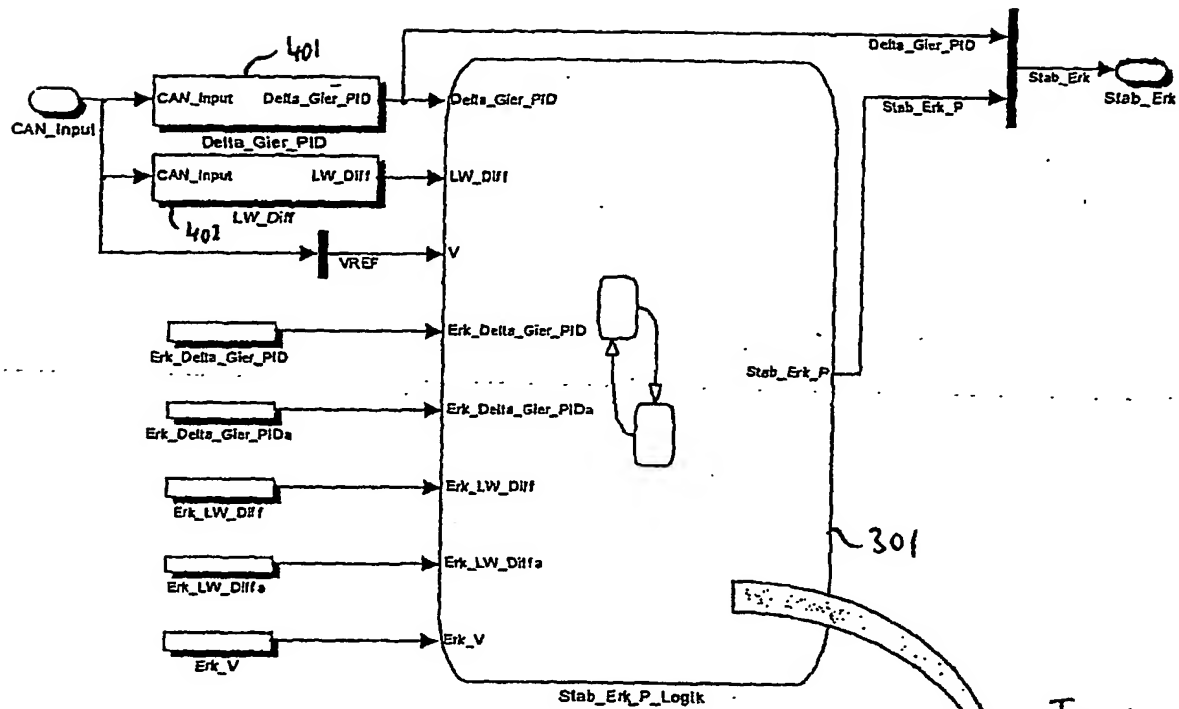 401
CAN_Input
CAN_Input Delta_Gier_PID
Delta_Gier_PID
CAN_Input LW_Diff
LW_Diff
402
VREF
Erk_Delta_Gier_PID
Erk_Delta_Gier_PIDa
Erk_LW_Diff
Erk_LW_Diffa
Erk_V
Delta_Gier_PID
LW_Diff
V
Erk_Delta_Gier_PID
Erk_Delta_Gier_PIDa
Erk_LW_Diff
Erk_LW_Diffa
Erk_V
Stab_Erk_P
301
Stab_Erk_P_Logik
Delta_Gier_PID
Stab_Erk_P
Stab_Erk
Stab_Erk